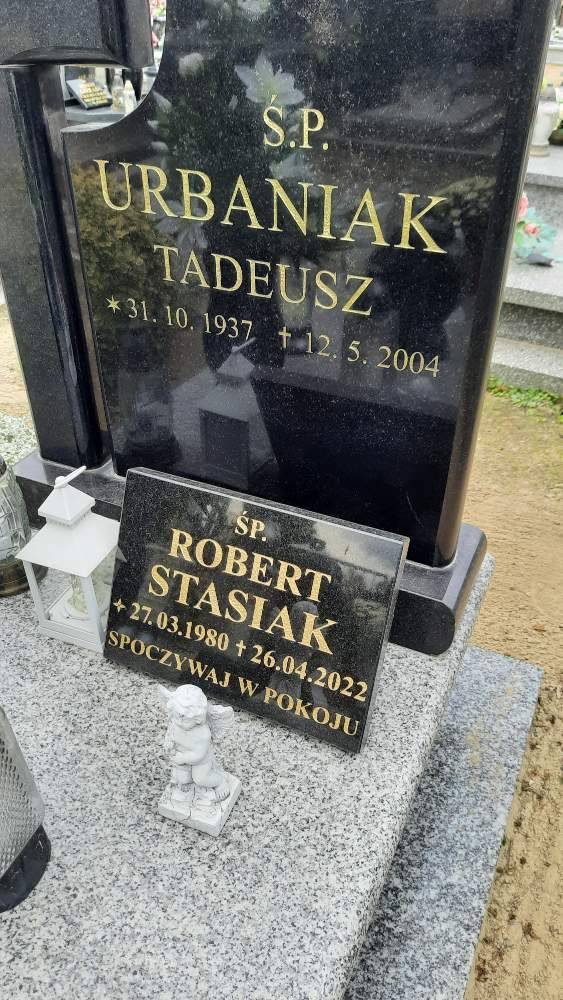 Ś.P.
URBANIAK
TADEUSZ
✶ 31. 10. 1937 † 12. 5. 2004
ŚP.
ROBERT
STASIAK
✦ 27.03.1980 † 26.04.2022
SPOCZYWAJ W POKOJU